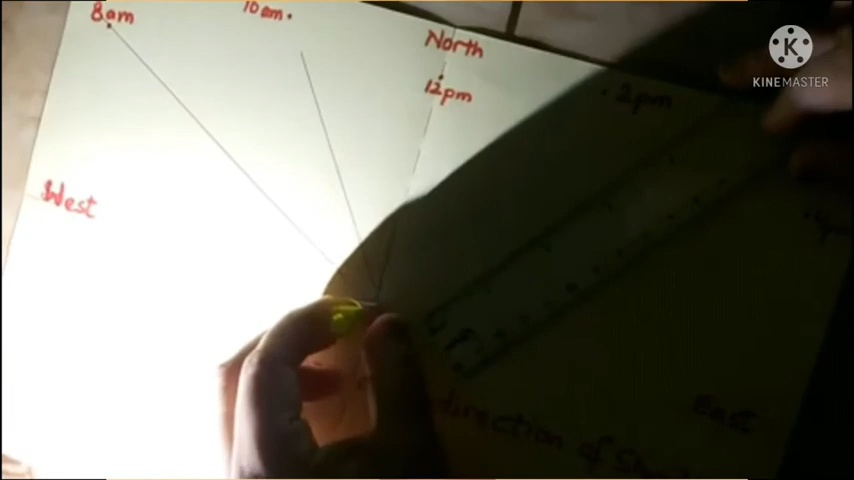 8am
10am
North
12pm
2pm
West
East
direction of
KINEMASTER